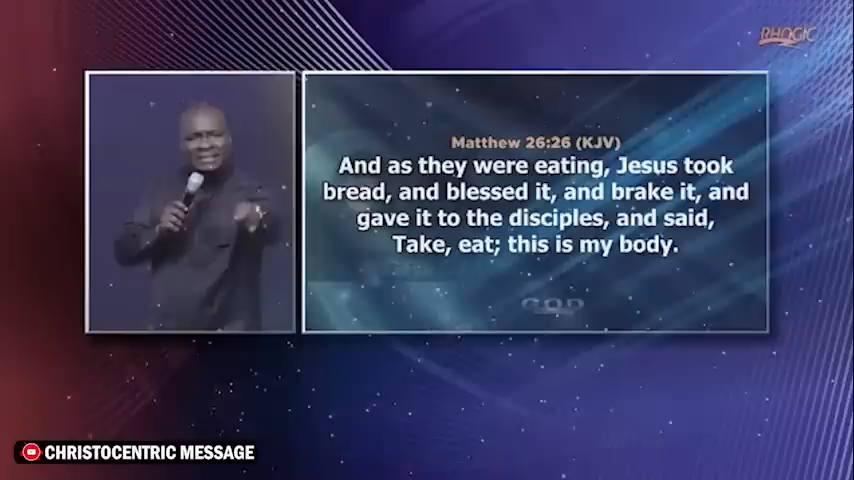 RHOGIC
Matthew 26:26 (KJV)
And as they were eating, Jesus took
bread, and blessed it, and brake it, and
gave it to the disciples, and said,
Take, eat; this is my body.
GOD
CHRISTOCENTRIC MESSAGE